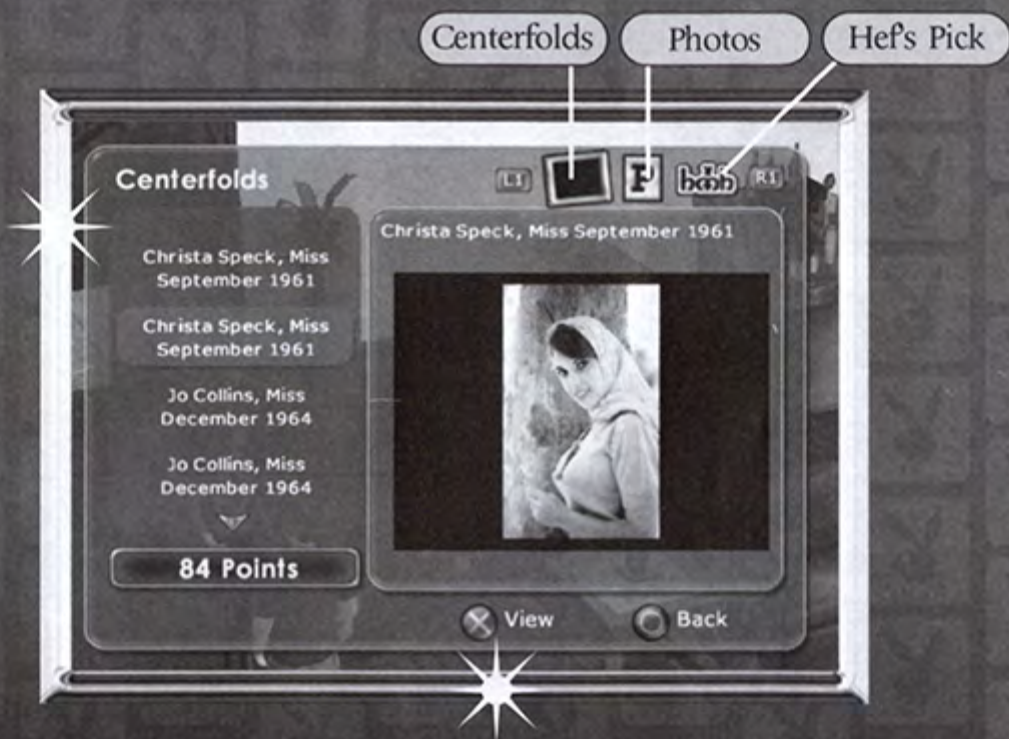 Centerfolds
Photos
Hef's Pick
Centerfolds
L1
P
R1
Christa Speck, Miss
September 1961
Christa Speck, Miss
September 1961
Jo Collins, Miss
December 1964
Jo Collins, Miss
December 1964
84 Points
Christa Speck, Miss September 1961
View
Back